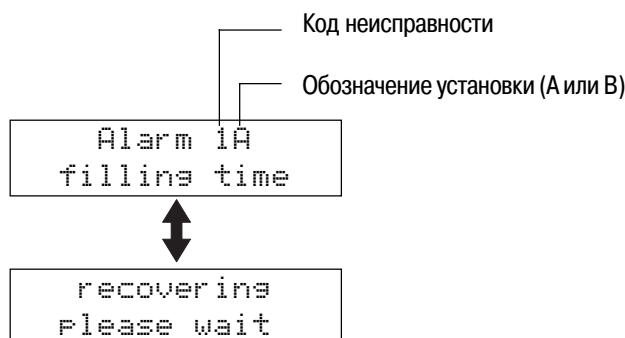 Код неисправности
Обозначение установки (А или В)
Alarm 1A
filling time
recovering
please wait